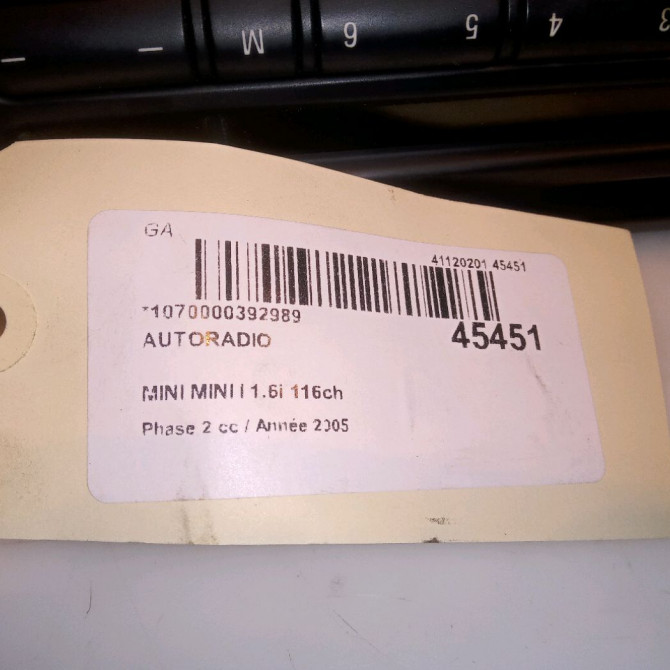 — — M 6 5 4 3
GA
41120201 45451
*1070000392989
AUTORADIO 45451
MINI MINI I 1.6i 116ch
Phase 2 cc / Année 2005